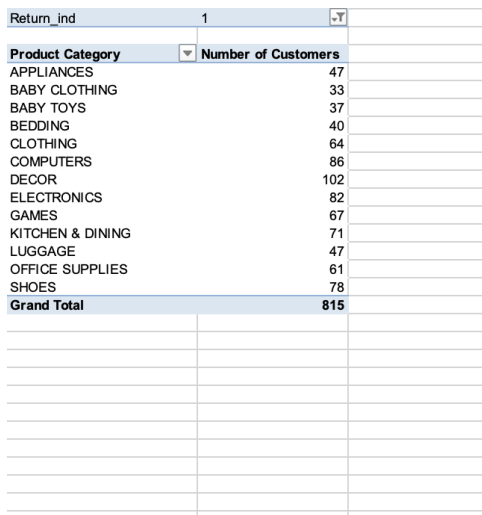 Return_ind 1
Product Category Number of Customers
APPLIANCES 47
BABY CLOTHING 33
BABY TOYS 37
BEDDING 40
CLOTHING 64
COMPUTERS 86
DECOR 102
ELECTRONICS 82
GAMES 67
KITCHEN & DINING 71
LUGGAGE 47
OFFICE SUPPLIES 61
SHOES 78
Grand Total 815